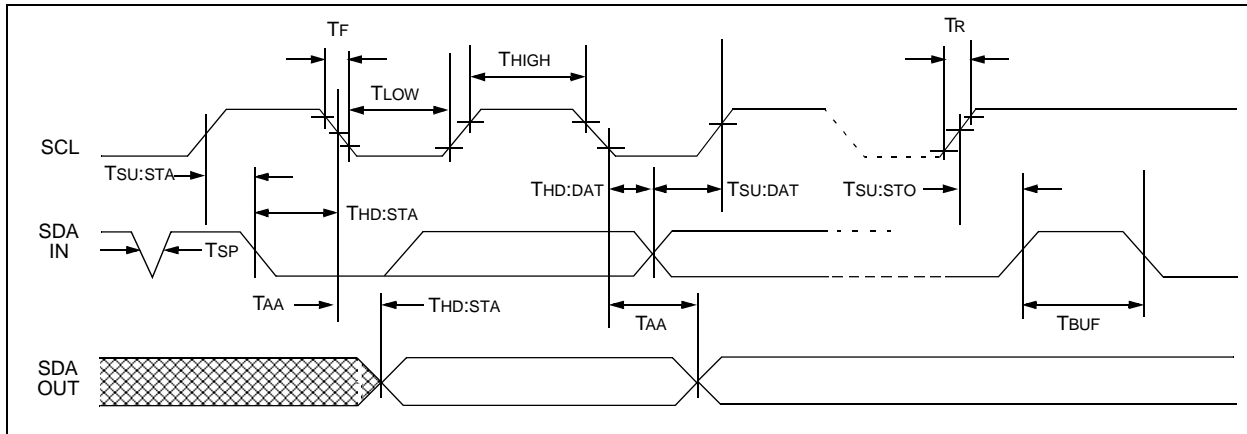 TF
TR
THIGH
TLOW
SCL
TSU:STA
THD:DAT
TSU:DAT
TSU:STO
THD:STA
SDA
IN
TSP
TAA
THD:STA
TAA
TBUF
SDA
OUT